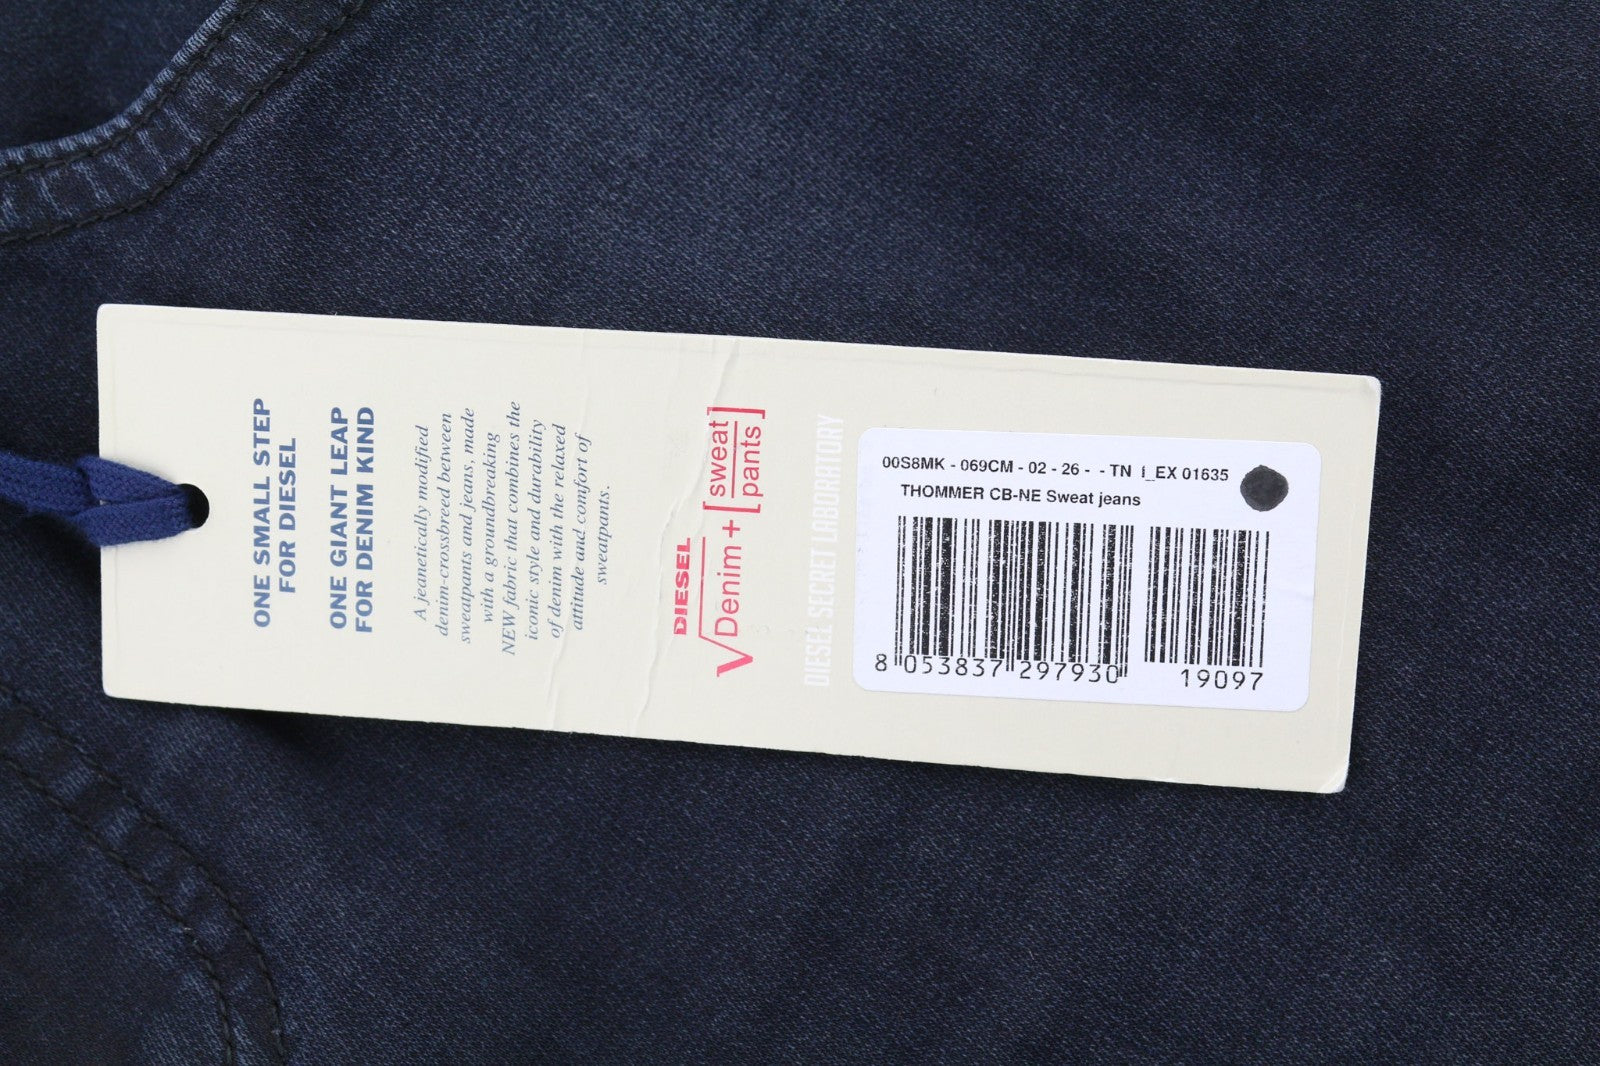 ONE SMALL STEP
FOR DIESEL
ONE GIANT LEAP
FOR DENIM KIND
A jeanetically modified
denim-crossbreed between
sweatpants and jeans, made
with a groundbreaking
NEW fabric that combines the
iconic style and durability
of denim with the relaxed
attitude and comfort of
sweatpants.
DIESEL
√Denim + [sweat
pants]
DIESEL SECRET LABORATORY
00S8MK - 069CM - 02 - 26 - - TN I_EX 01635
THOMMER CB-NE Sweat jeans
8 053837 297930 19097